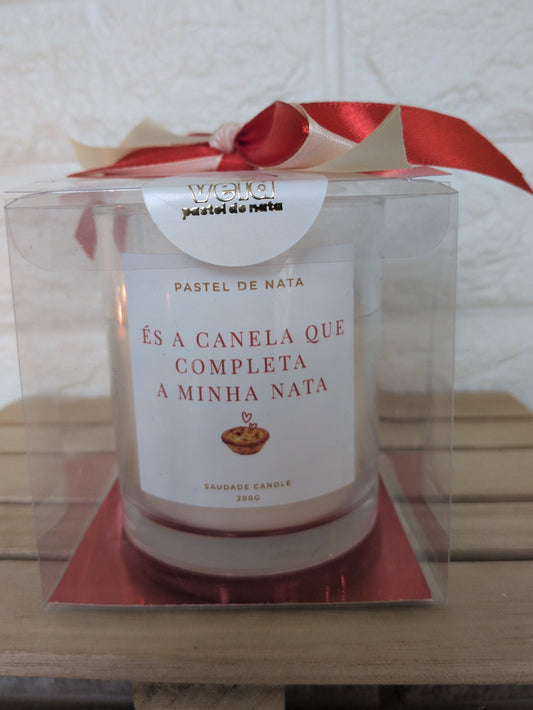 vela
pastel de nata
PASTEL DE NATA
ÉS A CANELA QUE
COMPLETA
A MINHA NATA
SAUDADE CANDLE
200G